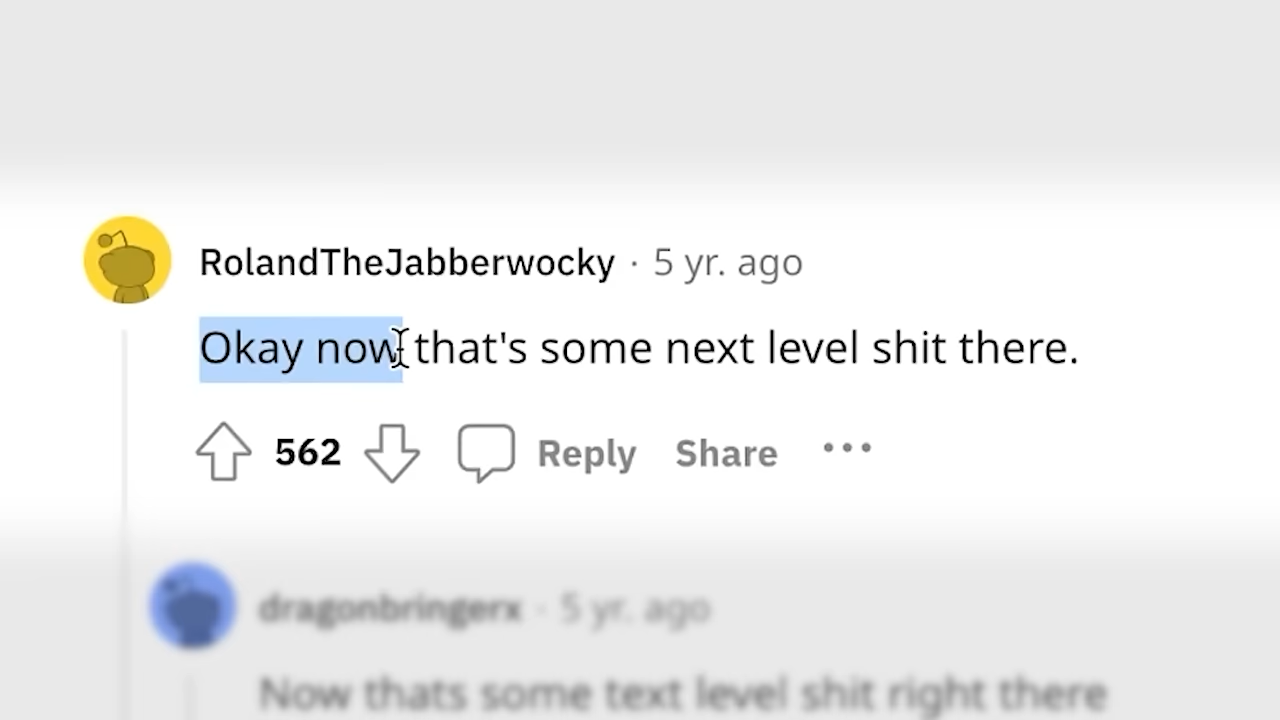 RolandTheJabberwocky · 5 yr. ago
Okay now that's some next level shit there.
562 Reply Share ...
dragonbringerx · 5 yr. ago
Now thats some text level shit right there